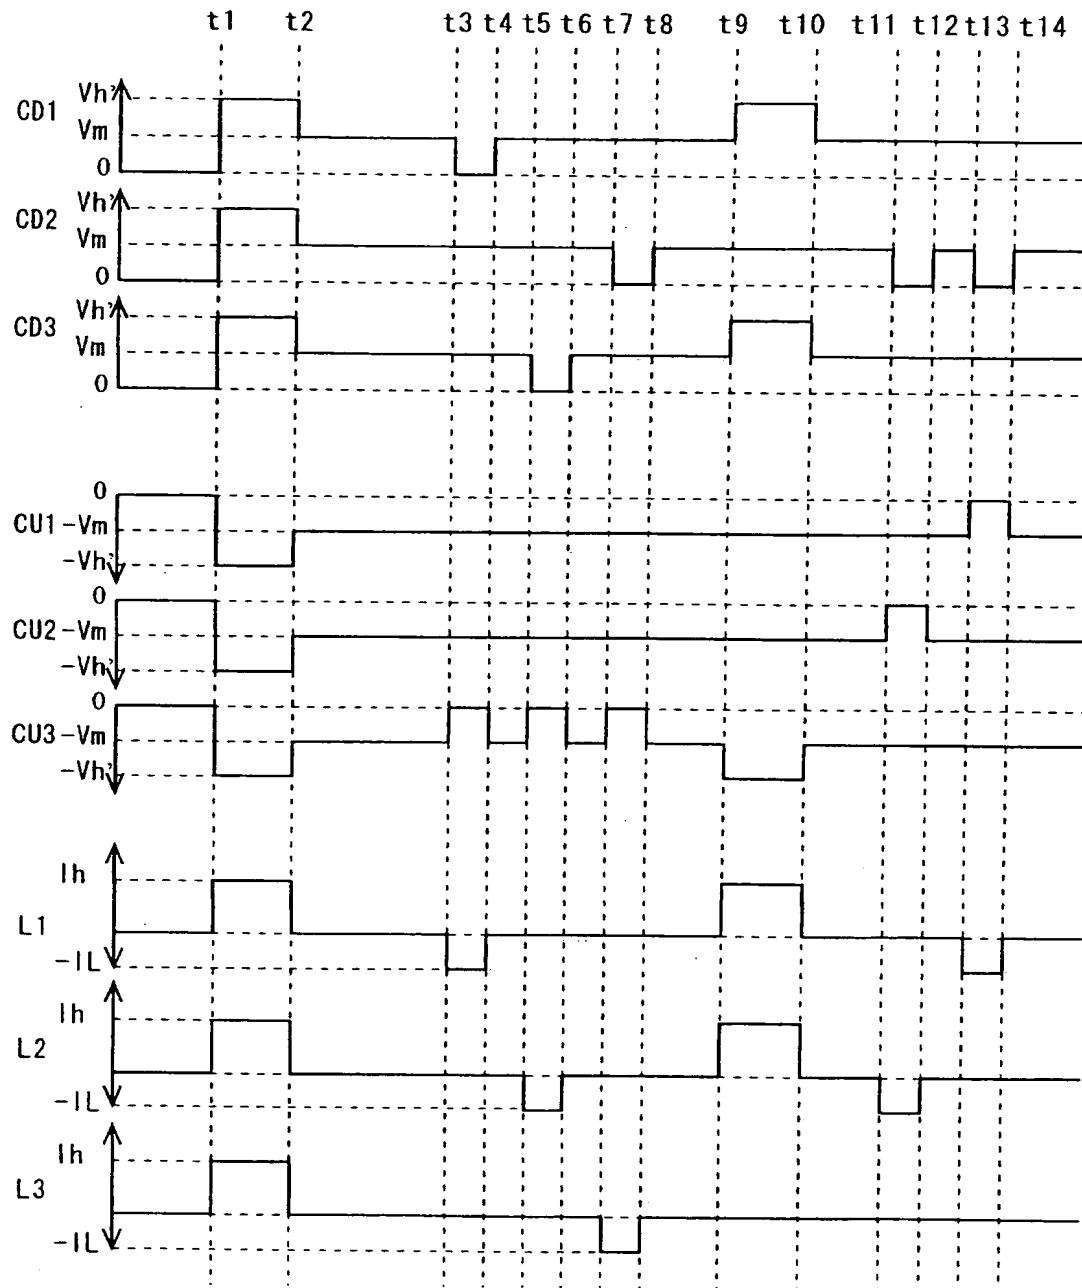 t1 t2 t3 t4 t5 t6 t7 t8 t9 t10 t11 t12 t13 t14
Vh'
CD1
Vm
0
Vh'
CD2
Vm
0
Vh'
CD3
Vm
0
0
CU1 -Vm
-Vh'
0
CU2 -Vm
-Vh'
0
CU3 -Vm
-Vh'
Ih
L1
-IL
Ih
L2
-IL
Ih
L3
-IL